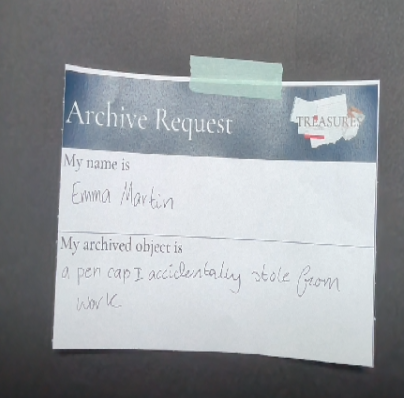 Archive Request
TREASURES
My name is
Emma Martin
My archived object is
a pen cap I accidentally stole from
work